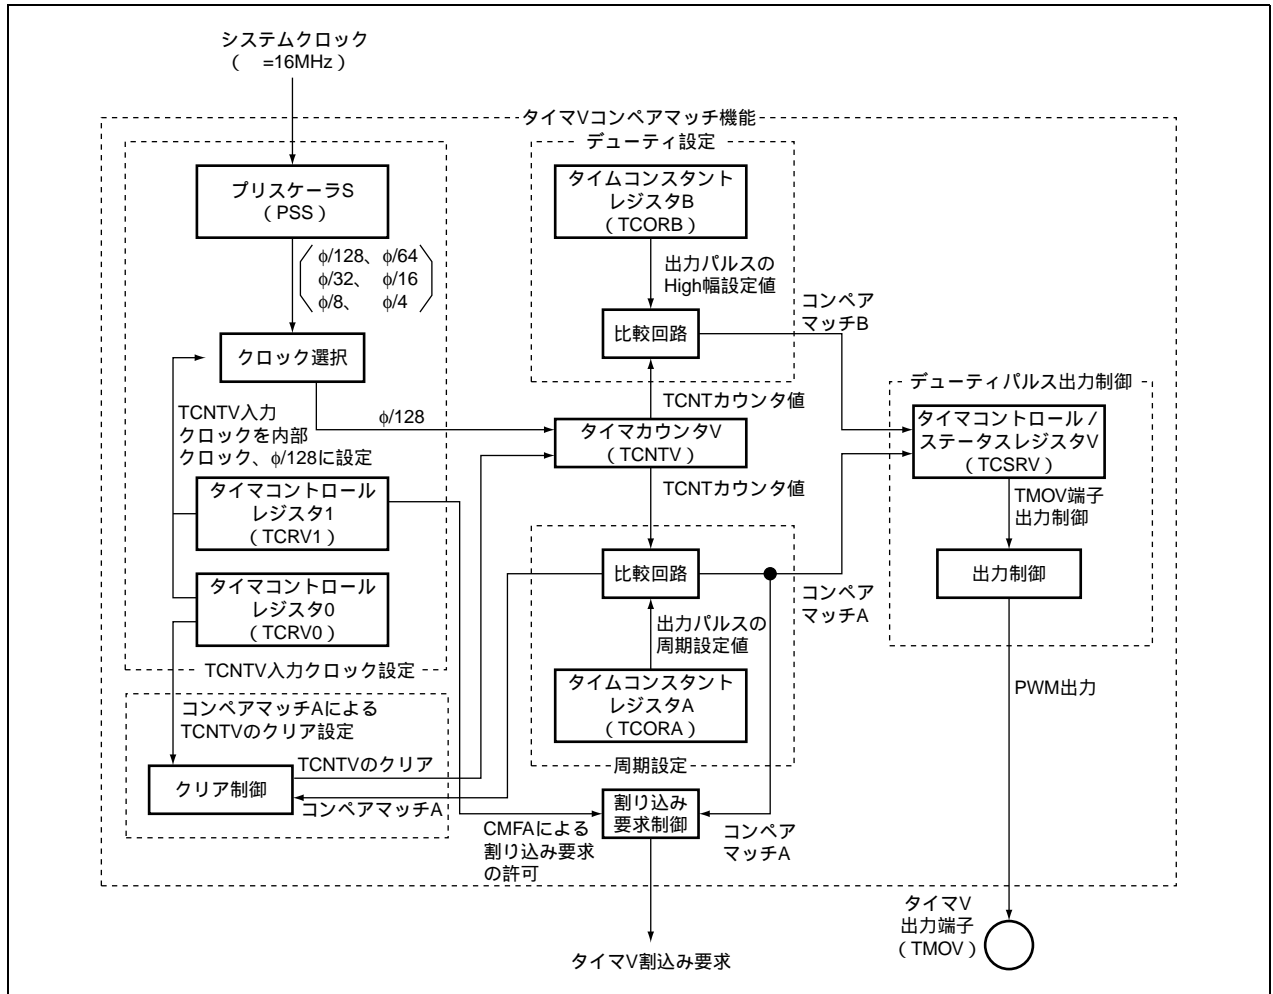 システムクロック
（　=16MHz）
タイマVコンペアマッチ機能
デューティ設定
プリスケーラS
（PSS）
タイムコンスタント
レジスタB
（TCORB）
φ/128、 φ/64
φ/32、 φ/16
φ/8、 φ/4
出力パルスの
High幅設定値
コンペア
マッチB
クロック選択
比較回路
デューティパルス出力制御
TCNTV入力
クロックを内部
クロック、φ/128に設定
φ/128
TCNTカウンタ値
タイマカウンタV
（TCNTV）
タイマコントロール /
ステータスレジスタV
（TCSRV）
TCNTカウンタ値
タイマコントロール
レジスタ1
（TCRV1）
TMOV端子
出力制御
比較回路
コンペア
マッチA
出力制御
タイマコントロール
レジスタ0
（TCRV0）
出力パルスの
周期設定値
TCNTV入力クロック設定
タイムコンスタント
レジスタA
（TCORA）
PWM出力
コンペアマッチAによる
TCNTVのクリア設定
周期設定
TCNTVのクリア
クリア制御
コンペアマッチA
割り込み
要求制御
CMFAによる
割り込み要求
の許可
コンペア
マッチA
タイマV
出力端子
（TMOV）
タイマV割込み要求